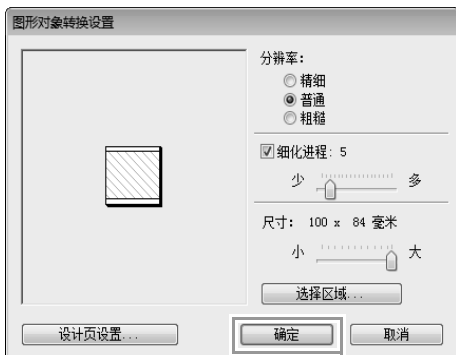 图形对象转换设置
分辨率：
精细
普通
粗糙
细化进程: 5
少 多
尺寸: 100 x 84 毫米
小 大
选择区域...
设计页设置... 确定 取消